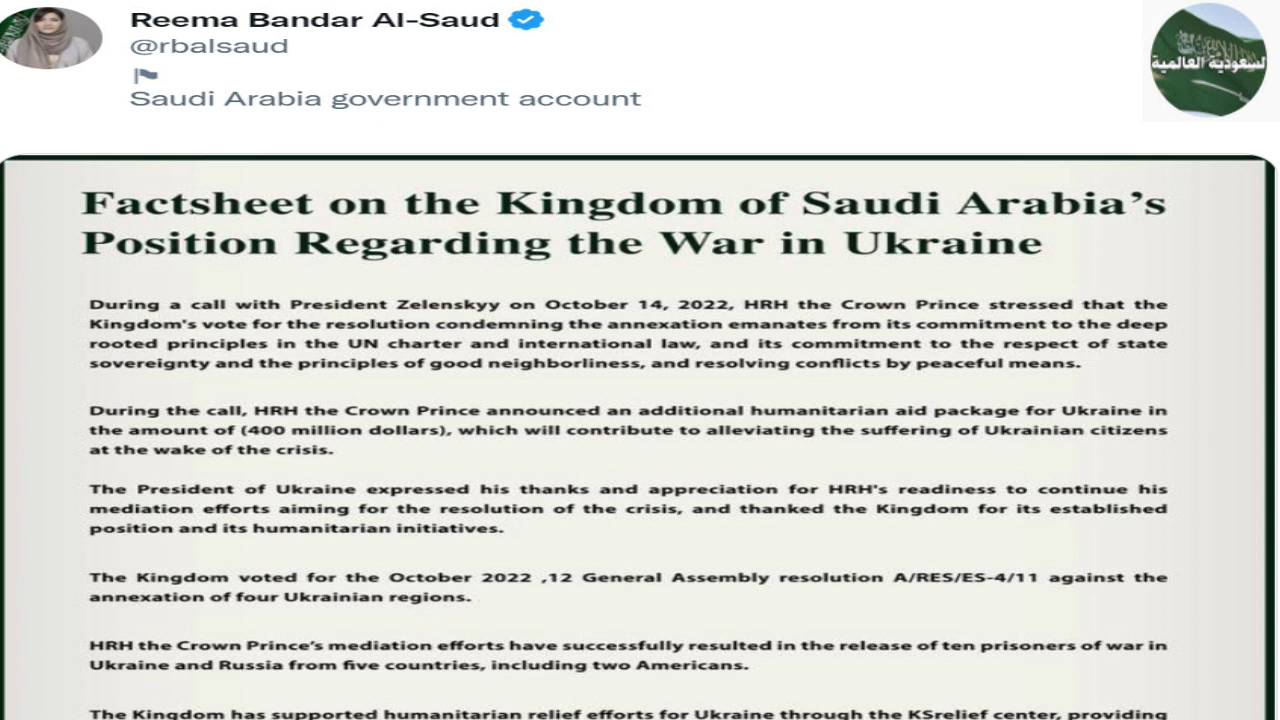 Reema Bandar Al-Saud
@rbalsaud
Saudi Arabia government account
لسعودية العالمية
Factsheet on the Kingdom of Saudi Arabia’s
Position Regarding the War in Ukraine
During a call with President Zelenskyy on October 14, 2022, HRH the Crown Prince stressed that the
Kingdom's vote for the resolution condemning the annexation emanates from its commitment to the deep
rooted principles in the UN charter and international law, and its commitment to the respect of state
sovereignty and the principles of good neighborliness, and resolving conflicts by peaceful means.
During the call, HRH the Crown Prince announced an additional humanitarian aid package for Ukraine in
the amount of (400 million dollars), which will contribute to alleviating the suffering of Ukrainian citizens
at the wake of the crisis.
The President of Ukraine expressed his thanks and appreciation for HRH's readiness to continue his
mediation efforts aiming for the resolution of the crisis, and thanked the Kingdom for its established
position and its humanitarian initiatives.
The Kingdom voted for the October 2022 ,12 General Assembly resolution A/RES/ES-4/11 against the
annexation of four Ukrainian regions.
HRH the Crown Prince’s mediation efforts have successfully resulted in the release of ten prisoners of war in
Ukraine and Russia from five countries, including two Americans.
The Kingdom has supported humanitarian relief efforts for Ukraine through the KSrelief center, providing